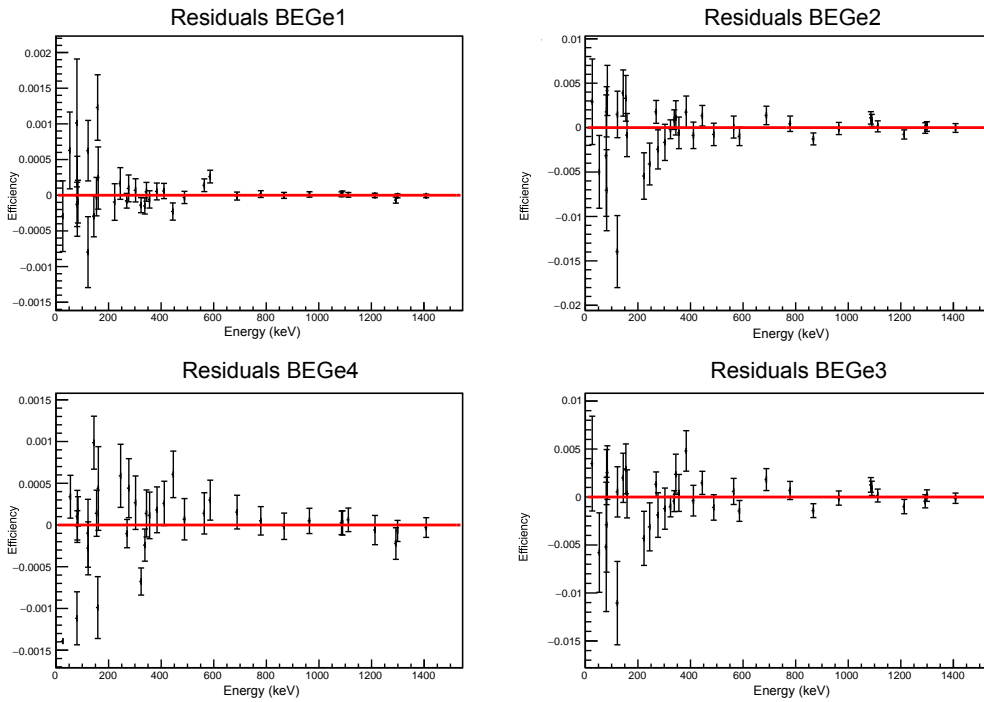 Residuals BEGe1
0.002
0.0015
0.001
0.0005
0
−0.0005
−0.001
−0.0015
Efficiency
0 200 400 600 800 1000 1200 1400
Energy (keV)
Residuals BEGe2
0.01
0.005
0
−0.005
−0.01
−0.015
−0.02
Efficiency
0 200 400 600 800 1000 1200 1400
Energy (keV)
Residuals BEGe4
0.0015
0.001
0.0005
0
−0.0005
−0.001
−0.0015
Efficiency
0 200 400 600 800 1000 1200 1400
Energy (keV)
Residuals BEGe3
0.01
0.005
0
−0.005
−0.01
−0.015
Efficiency
0 200 400 600 800 1000 1200 1400
Energy (keV)